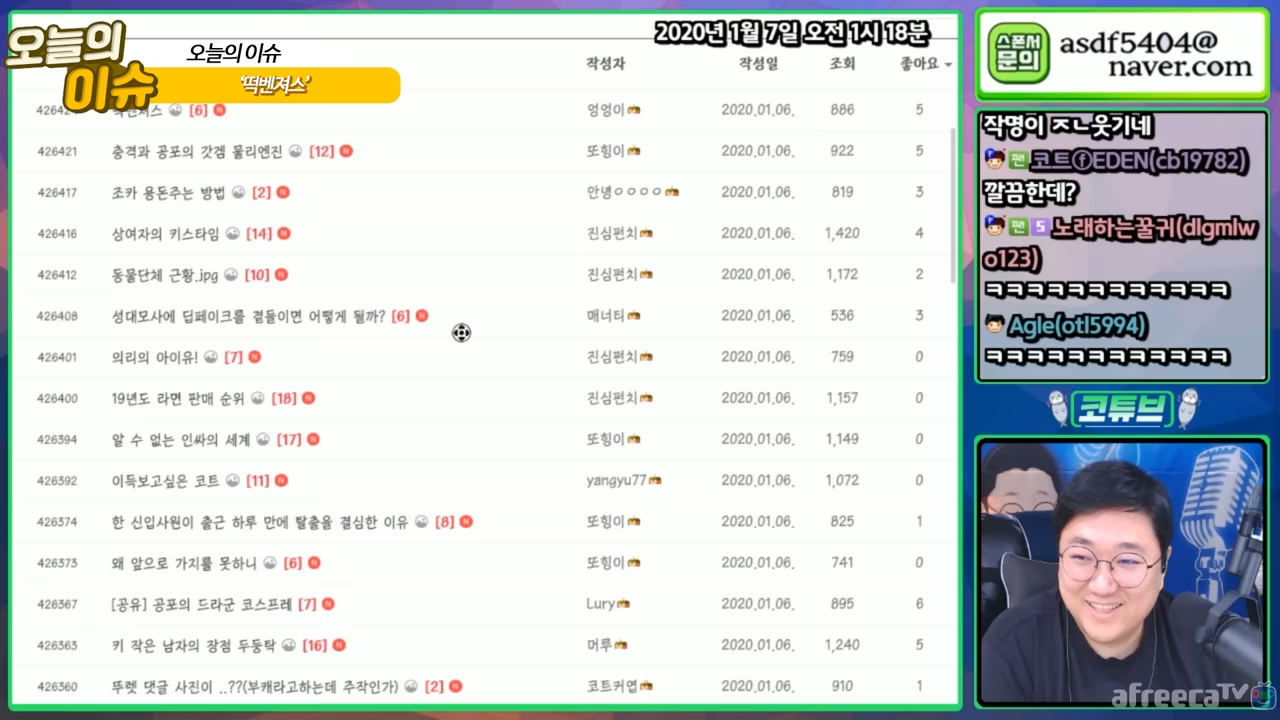 오늘의
이슈
오늘의 이슈
'떡벤져스'
2020년 1월 7일 오전 1시 18분
작성자 작성일 조회 좋아요
[6] N 엉엉이 2020.01.06. 886 5
426421 충격과 공포의 갓겜 물리엔진 [12] N 또힝이 2020.01.06. 922 5
426417 조카 용돈주는 방법 [2] N 안녕ㅇㅇㅇㅇ 2020.01.06. 819 3
426416 상여자의 키스타임 [14] N 진심펀치 2020.01.06. 1,420 4
426412 동물단체 근황.jpg [10] N 진심펀치 2020.01.06. 1,172 2
426408 성대모사에 딥페이크를 곁들이면 어떻게 될까? [6] N 매너티 2020.01.06. 536 3
426401 의리의 아이유! [7] N 진심펀치 2020.01.06. 759 0
426400 19년도 라면 판매 순위 [18] N 진심펀치 2020.01.06. 1,157 0
426394 알 수 없는 인싸의 세계 [17] N 또힝이 2020.01.06. 1,149 0
426392 이득보고싶은 코트 [11] N yangyu77 2020.01.06. 1,072 0
426374 한 신입사원이 출근 하루 만에 탈출을 결심한 이유 [8] N 또힝이 2020.01.06. 825 1
426373 왜 앞으로 가지를 못하니 [6] N 또힝이 2020.01.06. 741 0
426367 [공유] 공포의 드라군 코스프레 [7] N Lury 2020.01.06. 895 6
426363 키 작은 남자의 장점 두둥탁 [16] N 머루 2020.01.06. 1,240 5
426360 뚜렛 댓글 사진이 ..??(부캐라고하는데 주작인가) [2] N 코트커엽 2020.01.06. 910 1
스폰서
문의
asdf5404@
naver.com
작명이 ㅈㄴ웃기네
팬 코트ⓕEDEN(cb19782)
깔끔한데?
팬 S 노래하는꿀귀(dlgmlw
o123)
ㅋㅋㅋㅋㅋㅋㅋㅋㅋㅋㅋㅋ
Agle(otl5994)
ㅋㅋㅋㅋㅋㅋㅋㅋㅋㅋㅋㅋ
코튜브
afreecaTV